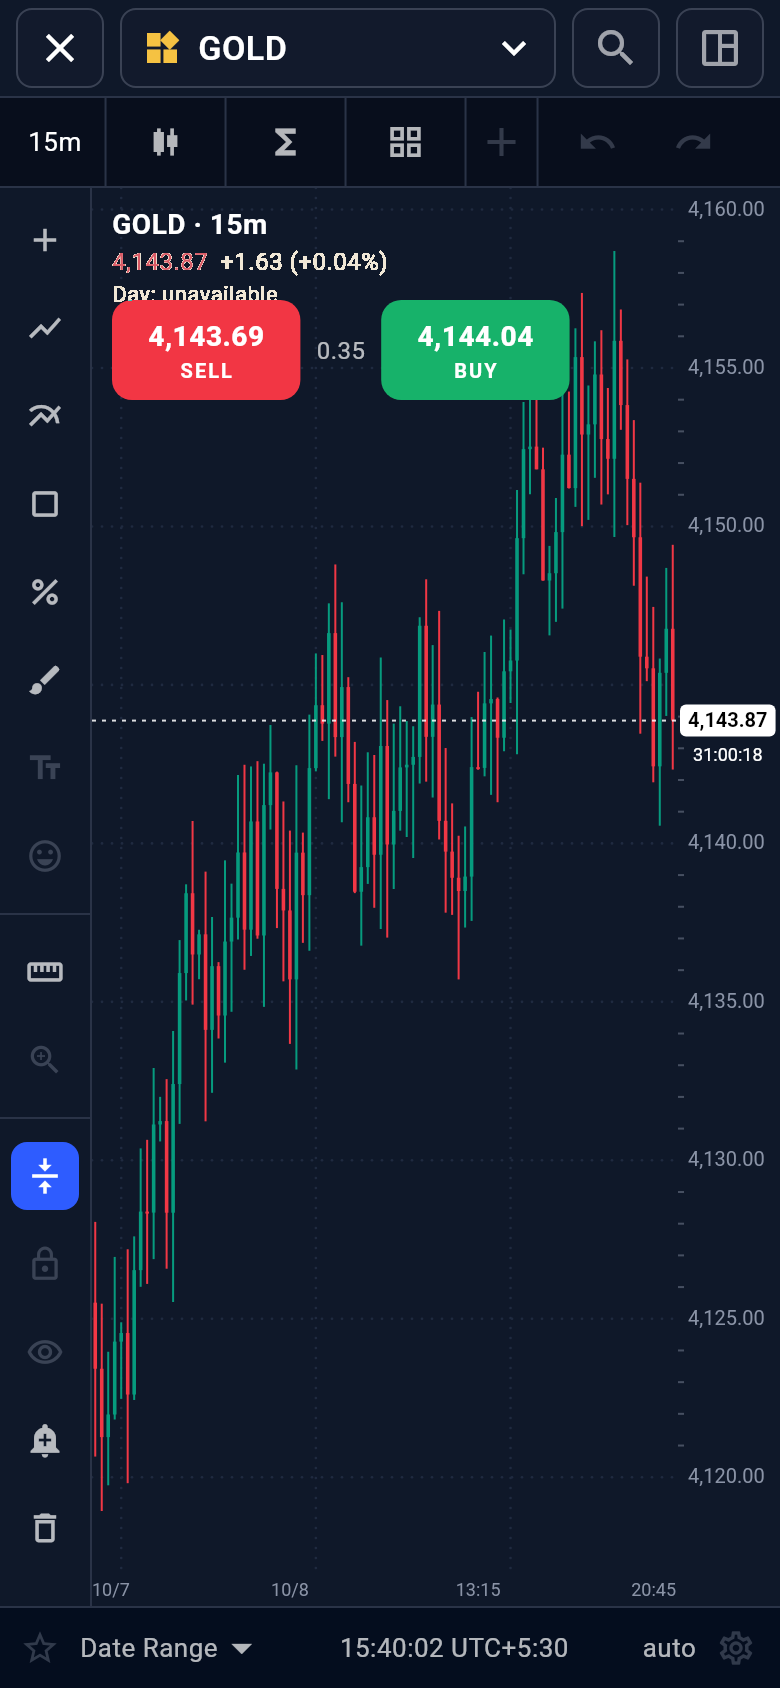 GOLD
15m
GOLD · 15m
4,143.87 +1.63 (+0.04%)
Day: unavailable
4,143.69
SELL
0.35
4,144.04
BUY
4,160.00
4,155.00
4,150.00
4,143.87
31:00:18
4,140.00
4,135.00
4,130.00
4,125.00
4,120.00
10/7 10/8 13:15 20:45
Date Range 15:40:02 UTC+5:30 auto